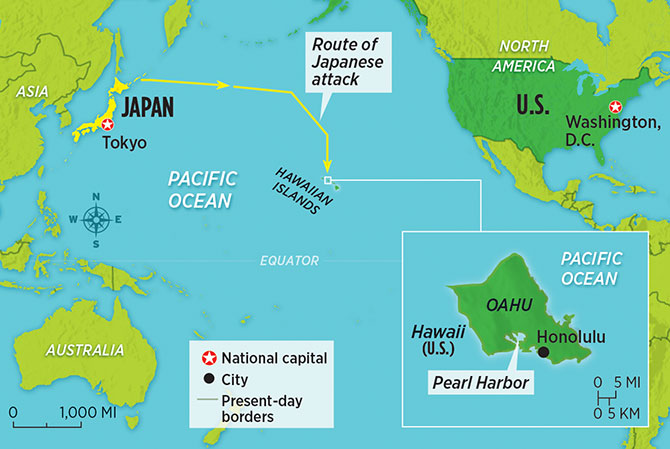 Route of
Japanese
attack
NORTH
AMERICA
ASIA
JAPAN
Tokyo
U.S.
Washington,
D.C.
PACIFIC
OCEAN
HAWAIIAN
ISLANDS
N
W E
S
EQUATOR
AUSTRALIA
National capital
City
Present-day
borders
0 1,000 MI
PACIFIC
OCEAN
OAHU
Hawaii
(U.S.)
Honolulu
Pearl Harbor
0 5 MI
0 5 KM